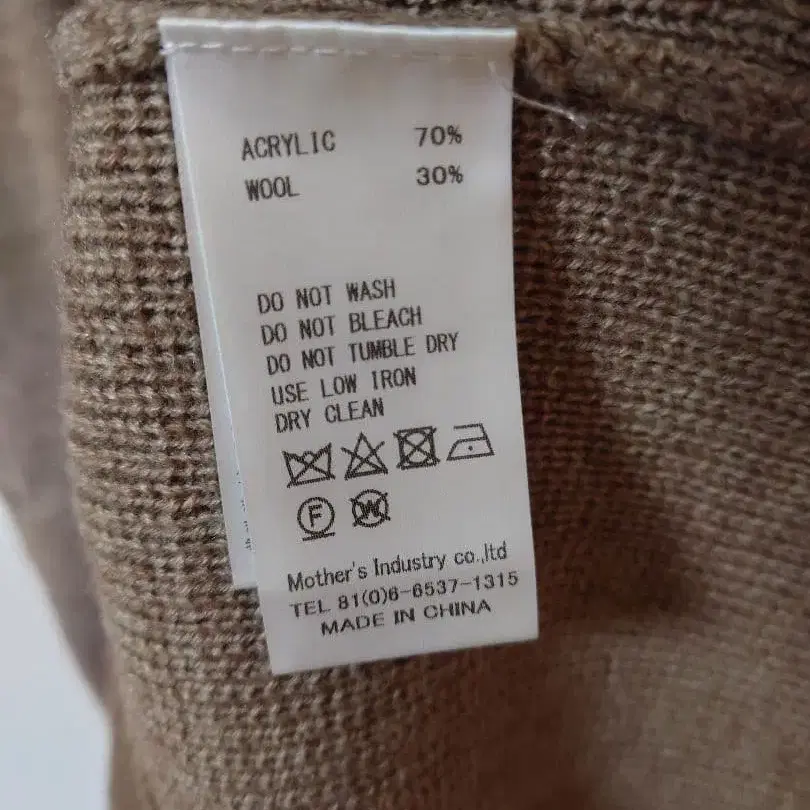 ACRYLIC 70%
WOOL 30%
DO NOT WASH
DO NOT BLEACH
DO NOT TUMBLE DRY
USE LOW IRON
DRY CLEAN
F W
Mother's Industry co.,ltd
TEL 81(0)6-6537-1315
MADE IN CHINA